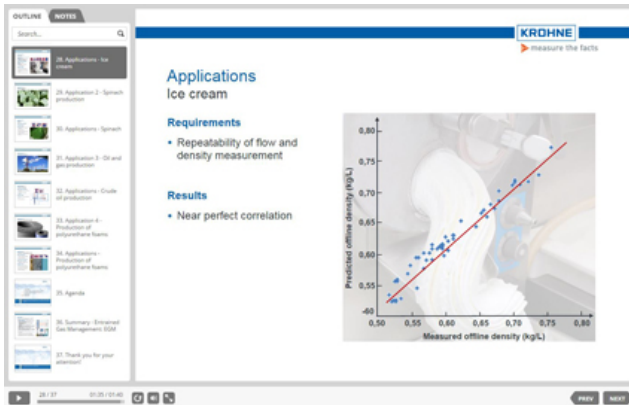 OUTLINE
NOTES
Search...
28. Applications - Ice
cream
29. Application 2 - Spinach
production
30. Applications - Spinach
31. Application 3 - Oil and
gas production
32. Applications - Crude
oil production
33. Application 4 -
Production of
polyurethane foams
34. Applications -
Production of
polyurethane foams
35. Agenda
36. Summary - Entrained
Gas Management EGM
37. Thank you for your
attention!
KROHNE
measure the facts
Applications
Ice cream
Requirements
• Repeatability of flow and
density measurement
Results
• Near perfect correlation
Predicted offline density (kg/L)
0,80
0,75
0,70
0,65
0,60
0,55
-60
0,50
0,55
0,60
0,65
0,70
0,75
0,80
Measured offline density (kg/L)
28 / 37
01:35 / 01:40
PREV
NEXT